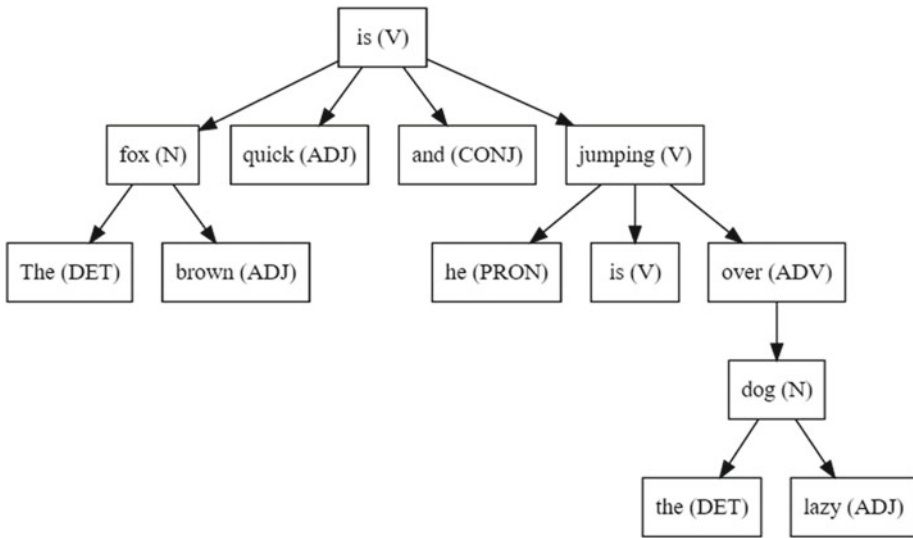 is (V)
fox (N)
quick (ADJ)
and (CONJ)
jumping (V)
The (DET)
brown (ADJ)
he (PRON)
is (V)
over (ADV)
dog (N)
the (DET)
lazy (ADJ)